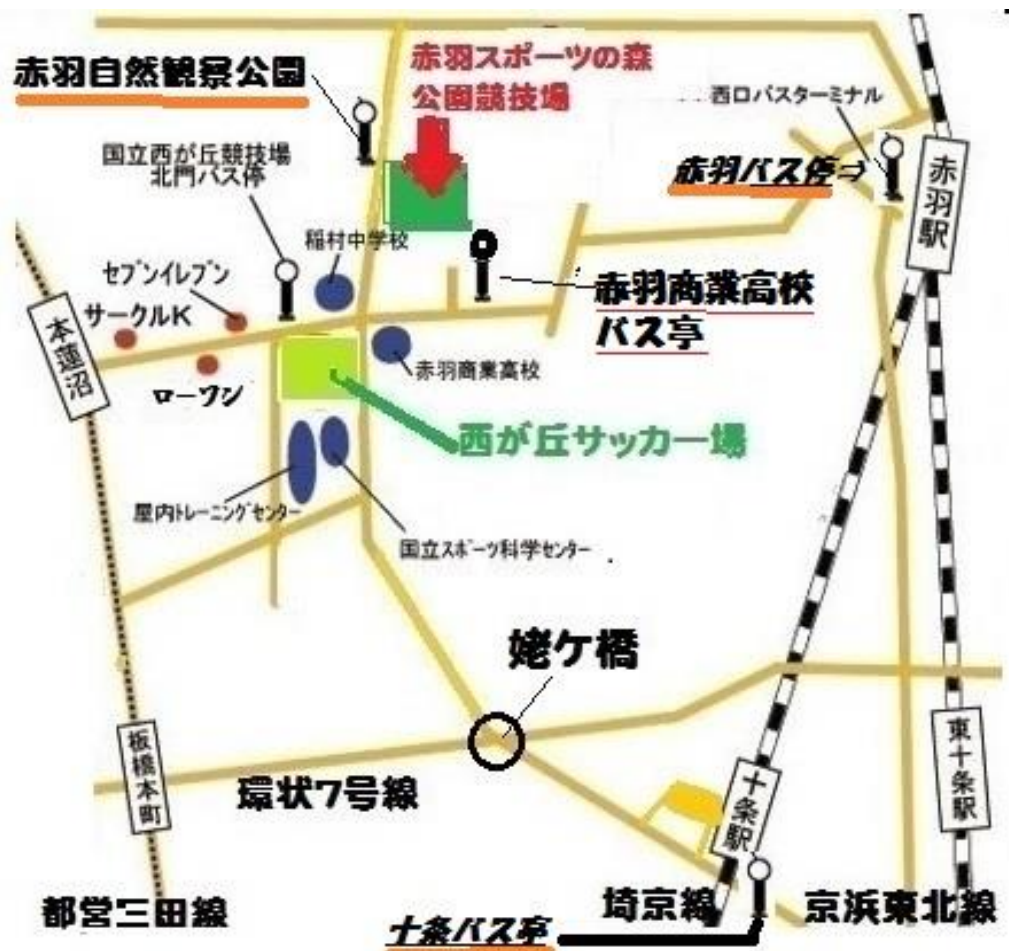 赤羽自然観察公園
赤羽スポーツの森
公園競技場
西口バスターミナル
国立西が丘競技場
北門バス停
赤羽バス停⇒
赤羽駅
稲村中学校
セブンイレブン
サークルK
赤羽商業高校
バス亭
本蓮沼
ローソン
赤羽商業高校
西が丘サッカー場
屋内トレーニングセンター
国立スポーツ科学センター
姥ケ橋
環状7号線
板橋本町
十条駅
東十条駅
都営三田線
十条バス亭
埼京線
京浜東北線